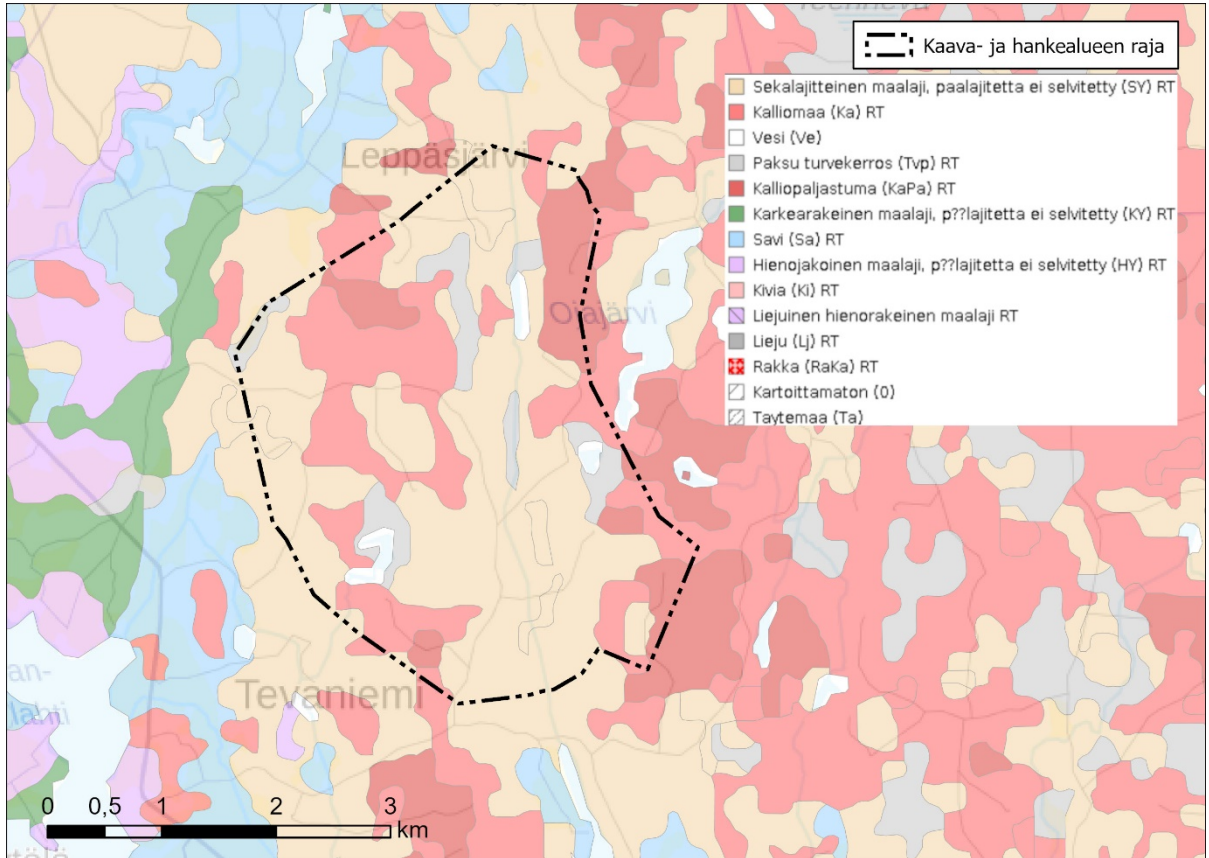 Kaava- ja hankealueen raja
Sekalajitteinen maalaji, paalajitetta ei selvitetty (SY) RT
Kalliomaa (Ka) RT
Vesi (Ve)
Paksu turvekerros (Tvp) RT
Kalliopaljastuma (KaPa) RT
Karkearakeinen maalaji, p??lajitetta ei selvitetty (KY) RT
Savi (Sa) RT
Hienojakoinen maalaji, p??lajitetta ei selvitetty (HY) RT
Kivia (Ki) RT
Liejuinen hienorakeinen maalaji RT
Lieju (Lj) RT
Rakka (RaKa) RT
Kartoittamaton (0)
Taytemaa (Ta)
Leppäsjärvi
Ojajärvi
Tevaniemi
an-
lahti
0 0,5 1 2 3
km